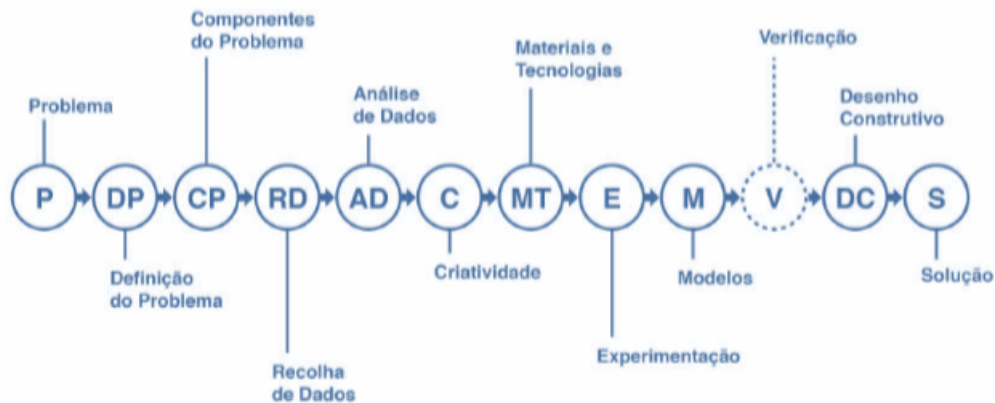 Componentes
do Problema
Verificação
Materiais e
Tecnologias
Análise
de Dados
Desenho
Construtivo
Problema
P
DP
CP
RD
AD
C
MT
E
M
V
DC
S
Definição
do Problema
Criatividade
Modelos
Solução
Experimentação
Recolha
de Dados